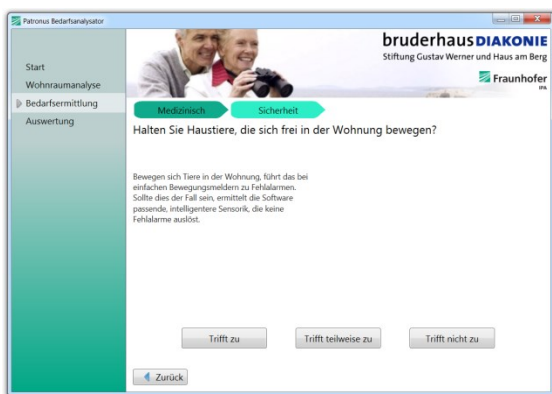 Patronus Bedarfsanalysator
bruderhausDIAKONIE
Stiftung Gustav Werner und Haus am Berg
Fraunhofer
IPA
Start
Wohnraumanalyse
Bedarfsermittlung
Auswertung
Medizinisch
Sicherheit
Halten Sie Haustiere, die sich frei in der Wohnung bewegen?
Bewegen sich Tiere in der Wohnung, führt das bei
einfachen Bewegungsmeldern zu Fehlalarmen.
Sollte dies der Fall sein, ermittelt die Software
passende, intelligentere Sensorik, die keine
Fehlalarme auslöst.
Trifft zu
Trifft teilweise zu
Trifft nicht zu
Zurück